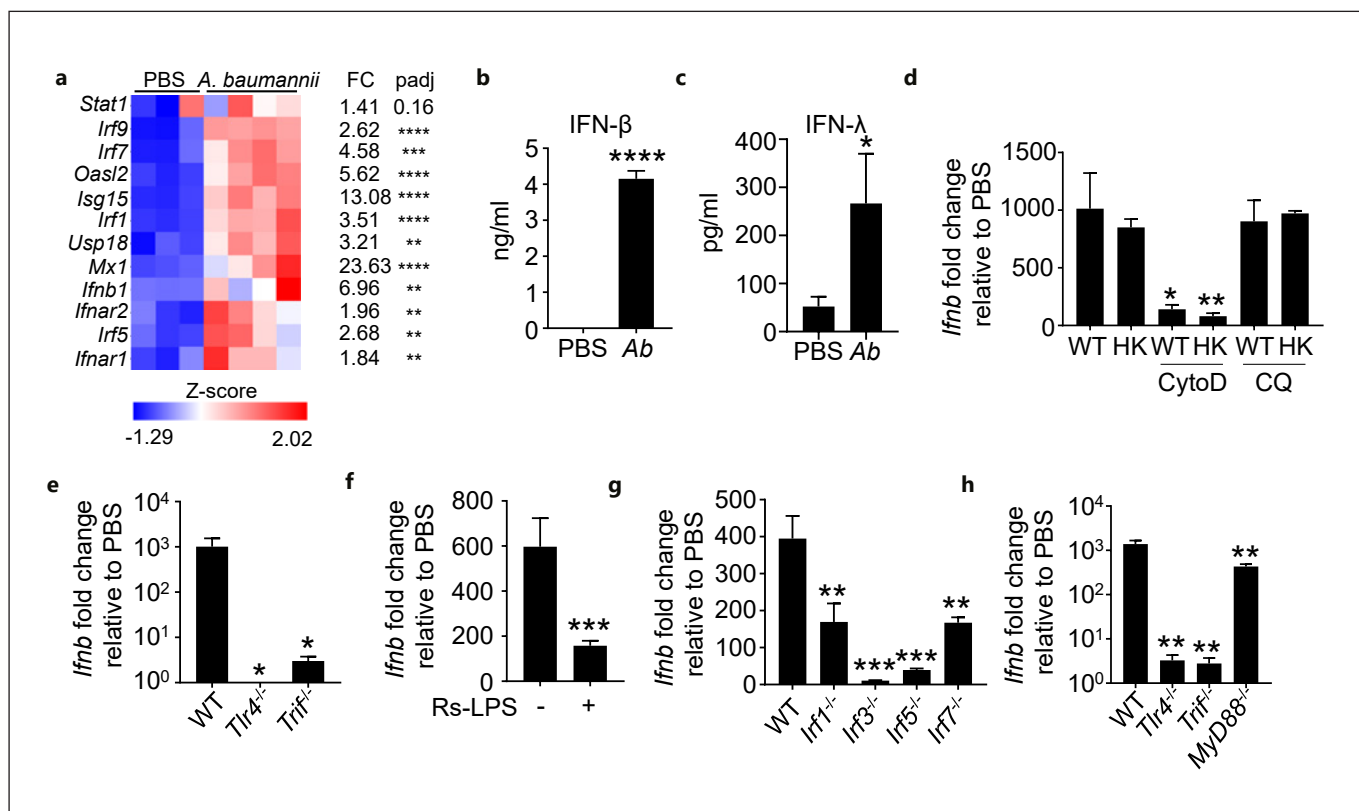 a PBS A. baumannii FC padj
Stat1 1.41 0.16
Irf9 2.62 ****
Irf7 4.58 ***
Oasl2 5.62 ****
Isg15 13.08 ****
Irf1 3.51 ****
Usp18 3.21 **
Mx1 23.63 ****
Ifnb1 6.96 **
Ifnar2 1.96 **
Irf5 2.68 **
Ifnar1 1.84 **
Z-score
-1.29 2.02
b
IFN-β
ng/ml
5
4
3
2
1
0
****
PBS Ab
c
IFN-λ
pg/ml
400
300
200
100
0
*
PBS Ab
d
Ifnb fold change
relative to PBS
1500
1000
500
0
* **
WT HK WT HK WT HK
CytoD CQ
e
Ifnb fold change
relative to PBS
10⁴
10³
10²
10¹
10⁰
* *
WT Tlr4-/- Trif-/-
f
Ifnb fold change
relative to PBS
800
600
400
200
0
***
Rs-LPS - +
g
Ifnb fold change
relative to PBS
500
400
300
200
100
0
** *** *** **
WT Irf1-/- Irf3-/- Irf5-/- Irf7-/-
h
Ifnb fold change
relative to PBS
10⁴
10³
10²
10¹
10⁰
** ** **
WT Tlr4-/- Trif-/- MyD88-/-